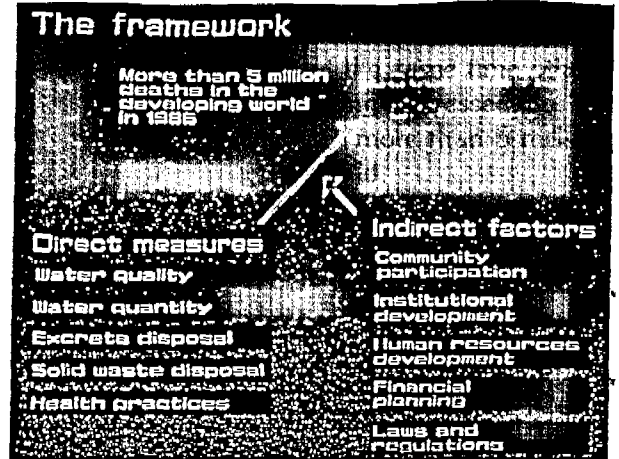 The framework
More than 5 million
deaths in the
developing world
in 1986
Direct measures
Water quality
Water quantity
Excreta disposal
Solid waste disposal
Health practices
Indirect factors
Community
participation
Institutional
development
Human resources
development
Financial
planning
Laws and
regulations